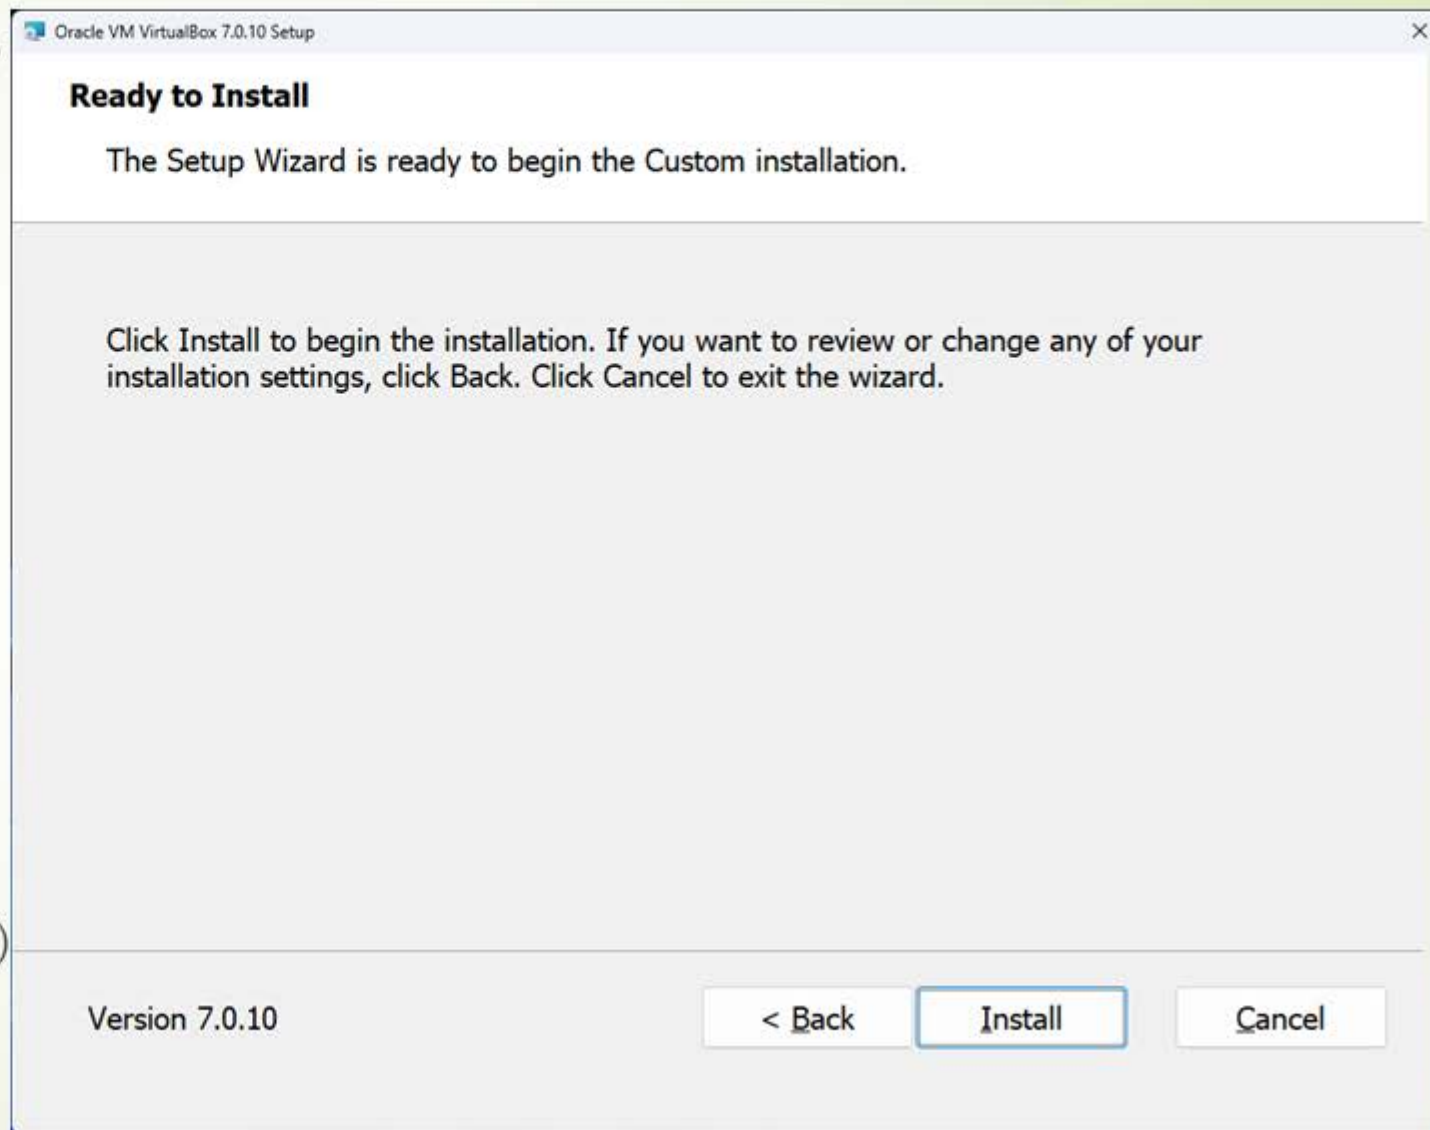 Oracle VM VirtualBox 7.0.10 Setup
Ready to Install
The Setup Wizard is ready to begin the Custom installation.
Click Install to begin the installation. If you want to review or change any of your
installation settings, click Back. Click Cancel to exit the wizard.
Version 7.0.10
< Back
Install
Cancel